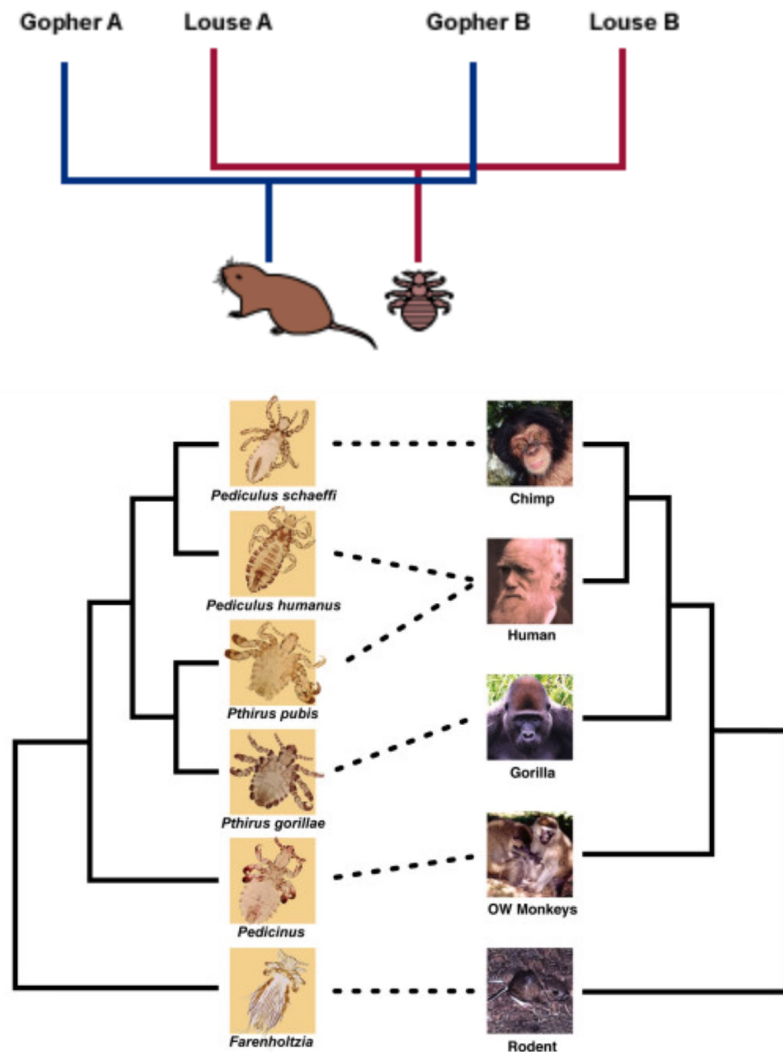 Gopher A Louse A Gopher B Louse B
Pediculus schaeffi
Chimp
Pediculus humanus
Human
Pthirus pubis
Gorilla
Pthirus gorillae
OW Monkeys
Pedicinus
Farenholtzia
Rodent